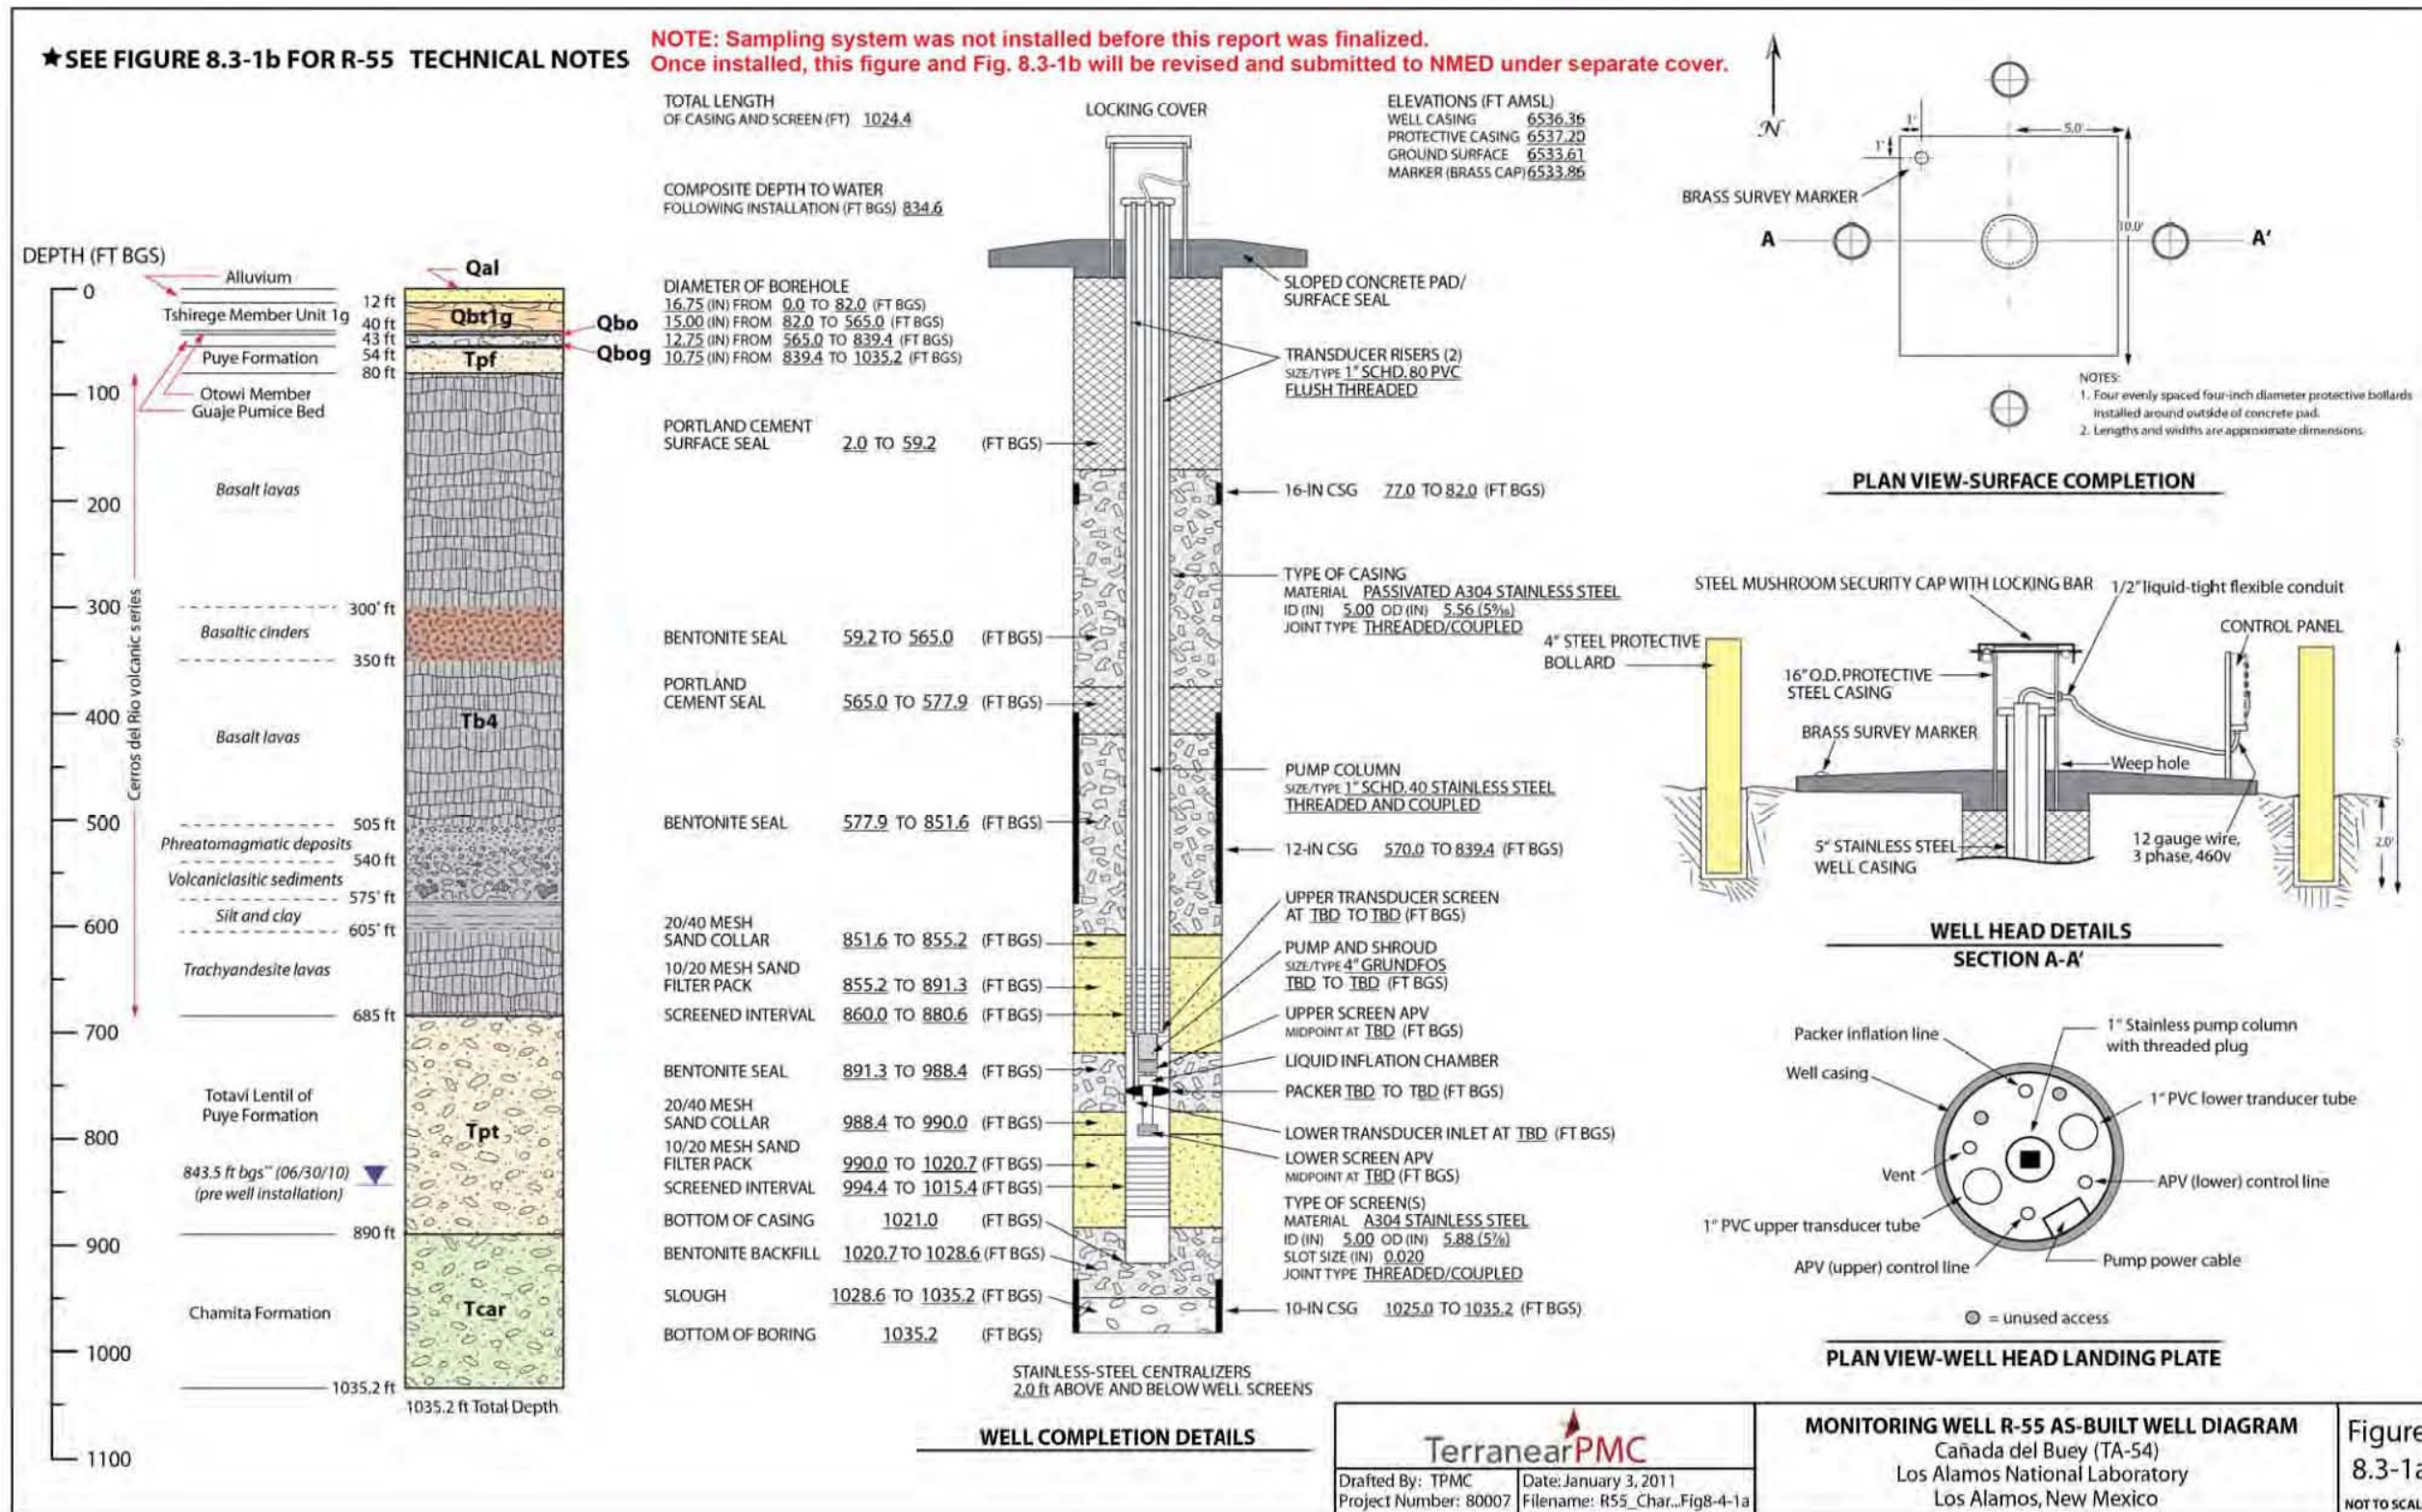 ★SEE FIGURE 8.3-1b FOR R-55 TECHNICAL NOTES
NOTE: Sampling system was not installed before this report was finalized.
Once installed, this figure and Fig. 8.3-1b will be revised and submitted to NMED under separate cover.
DEPTH (FT BGS)
0
100
200
300
400
500
600
700
800
900
1000
1100
Alluvium
Tshirege Member Unit 1g
Puye Formation
Otowi Member
Guaje Pumice Bed
Cerros del Rio volcanic series
Basalt lavas
Basaltic cinders
Basalt lavas
Phreatomagmatic deposits
Volcaniclasitic sediments
Silt and clay
Trachyandesite lavas
Totavi Lentil of
Puye Formation
843.5 ft bgs** (06/30/10)
(pre well installation)
Chamita Formation
12 ft
40 ft
43 ft
54 ft
80 ft
300* ft
350 ft
505 ft
540 ft
575* ft
605* ft
685 ft
890 ft
1035.2 ft
Qal
Qbt1g
Qbo
Qbog
Tpf
Tb4
Tpt
Tcar
1035.2 ft Total Depth
TOTAL LENGTH
OF CASING AND SCREEN (FT) 1024.4
COMPOSITE DEPTH TO WATER
FOLLOWING INSTALLATION (FT BGS) 834.6
DIAMETER OF BOREHOLE
16.75 (IN) FROM 0.0 TO 82.0 (FT BGS)
15.00 (IN) FROM 82.0 TO 565.0 (FT BGS)
12.75 (IN) FROM 565.0 TO 839.4 (FT BGS)
10.75 (IN) FROM 839.4 TO 1035.2 (FT BGS)
PORTLAND CEMENT
SURFACE SEAL 2.0 TO 59.2 (FT BGS)
BENTONITE SEAL 59.2 TO 565.0 (FT BGS)
PORTLAND
CEMENT SEAL 565.0 TO 577.9 (FT BGS)
BENTONITE SEAL 577.9 TO 851.6 (FT BGS)
20/40 MESH
SAND COLLAR 851.6 TO 855.2 (FT BGS)
10/20 MESH SAND
FILTER PACK 855.2 TO 891.3 (FT BGS)
SCREENED INTERVAL 860.0 TO 880.6 (FT BGS)
BENTONITE SEAL 891.3 TO 988.4 (FT BGS)
20/40 MESH
SAND COLLAR 988.4 TO 990.0 (FT BGS)
10/20 MESH SAND
FILTER PACK 990.0 TO 1020.7 (FT BGS)
SCREENED INTERVAL 994.4 TO 1015.4 (FT BGS)
BOTTOM OF CASING 1021.0 (FT BGS)
BENTONITE BACKFILL 1020.7 TO 1028.6 (FT BGS)
SLOUGH 1028.6 TO 1035.2 (FT BGS)
BOTTOM OF BORING 1035.2 (FT BGS)
STAINLESS-STEEL CENTRALIZERS
2.0 ft ABOVE AND BELOW WELL SCREENS
WELL COMPLETION DETAILS
LOCKING COVER
ELEVATIONS (FT AMSL)
WELL CASING 6536.36
PROTECTIVE CASING 6537.20
GROUND SURFACE 6533.61
MARKER (BRASS CAP) 6533.86
SLOPED CONCRETE PAD/
SURFACE SEAL
TRANSDUCER RISERS (2)
SIZE/TYPE 1" SCHD. 80 PVC
FLUSH THREADED
16-IN CSG 77.0 TO 82.0 (FT BGS)
TYPE OF CASING
MATERIAL PASSIVATED A304 STAINLESS STEEL
ID (IN) 5.00 OD (IN) 5.56 (5 9/16)
JOINT TYPE THREADED/COUPLED
PUMP COLUMN
SIZE/TYPE 1" SCHD. 40 STAINLESS STEEL
THREADED AND COUPLED
12-IN CSG 570.0 TO 839.4 (FT BGS)
UPPER TRANSDUCER SCREEN
AT TBD TO TBD (FT BGS)
PUMP AND SHROUD
SIZE/TYPE 4" GRUNDFOS
TBD TO TBD (FT BGS)
UPPER SCREEN APV
MIDPOINT AT TBD (FT BGS)
LIQUID INFLATION CHAMBER
PACKER TBD TO TBD (FT BGS)
LOWER TRANSDUCER INLET AT TBD (FT BGS)
LOWER SCREEN APV
MIDPOINT AT TBD (FT BGS)
TYPE OF SCREEN(S)
MATERIAL A304 STAINLESS STEEL
ID (IN) 5.00 OD (IN) 5.88 (5⅞)
SLOT SIZE (IN) 0.020
JOINT TYPE THREADED/COUPLED
10-IN CSG 1025.0 TO 1035.2 (FT BGS)
N
1'
5.0'
1'
10.0'
BRASS SURVEY MARKER
A
A'
NOTES:
1. Four evenly spaced four-inch diameter protective bollards
installed around outside of concrete pad.
2. Lengths and widths are approximate dimensions.
PLAN VIEW-SURFACE COMPLETION
STEEL MUSHROOM SECURITY CAP WITH LOCKING BAR
1/2" liquid-tight flexible conduit
CONTROL PANEL
4" STEEL PROTECTIVE
BOLLARD
16" O.D. PROTECTIVE
STEEL CASING
BRASS SURVEY MARKER
Weep hole
5'
2.0'
5" STAINLESS STEEL
WELL CASING
12 gauge wire,
3 phase, 460v
WELL HEAD DETAILS
SECTION A-A'
Packer inflation line
1" Stainless pump column
with threaded plug
Well casing
1" PVC lower tranducer tube
Vent
APV (lower) control line
1" PVC upper transducer tube
APV (upper) control line
Pump power cable
= unused access
PLAN VIEW-WELL HEAD LANDING PLATE
TerranearPMC
Drafted By: TPMC
Date: January 3, 2011
Project Number: 80007
Filename: R55_Char...Fig8-4-1a
MONITORING WELL R-55 AS-BUILT WELL DIAGRAM
Cañada del Buey (TA-54)
Los Alamos National Laboratory
Los Alamos, New Mexico
Figure
8.3-1a
NOT TO SCALE